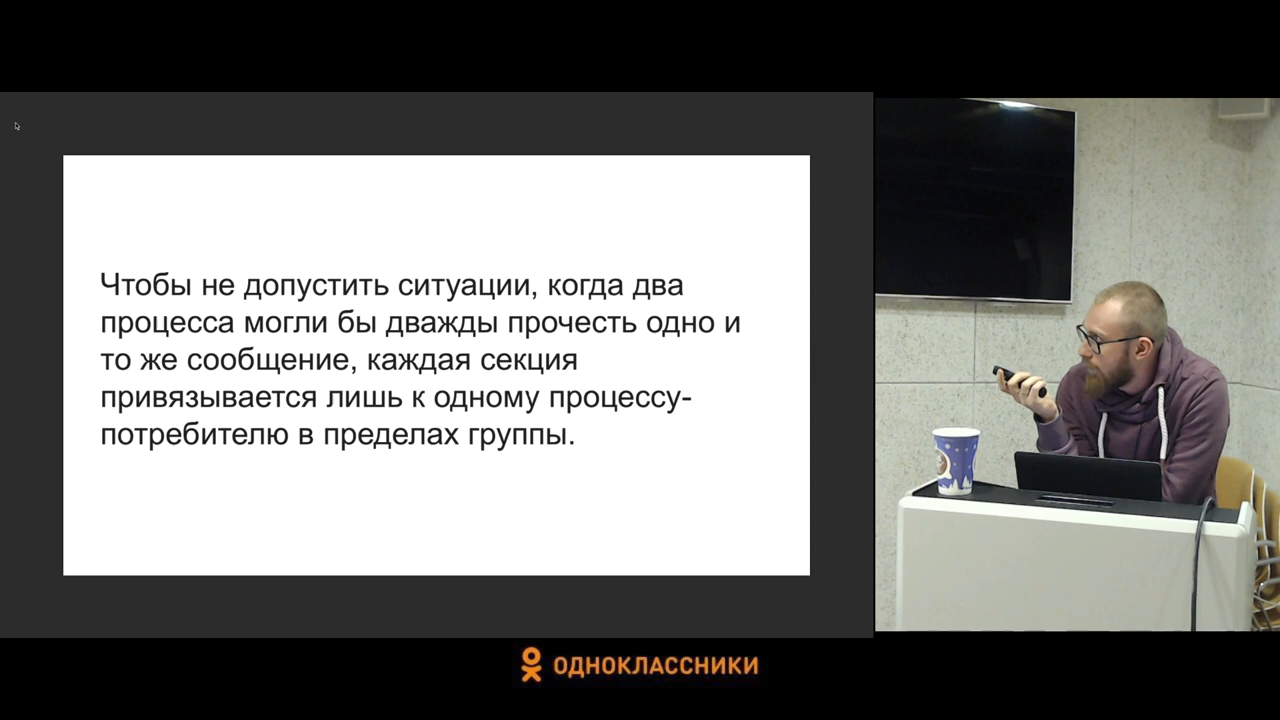 Чтобы не допустить ситуации, когда два
процесса могли бы дважды прочесть одно и
то же сообщение, каждая секция
привязывается лишь к одному процессу-
потребителю в пределах группы.
ОДНОКЛАССНИКИ